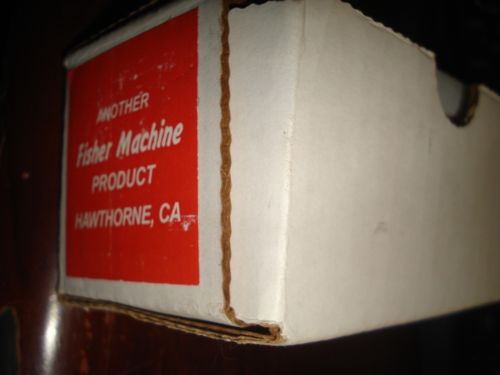 ANOTHER
Fisher Machine
PRODUCT
HAWTHORNE, CA